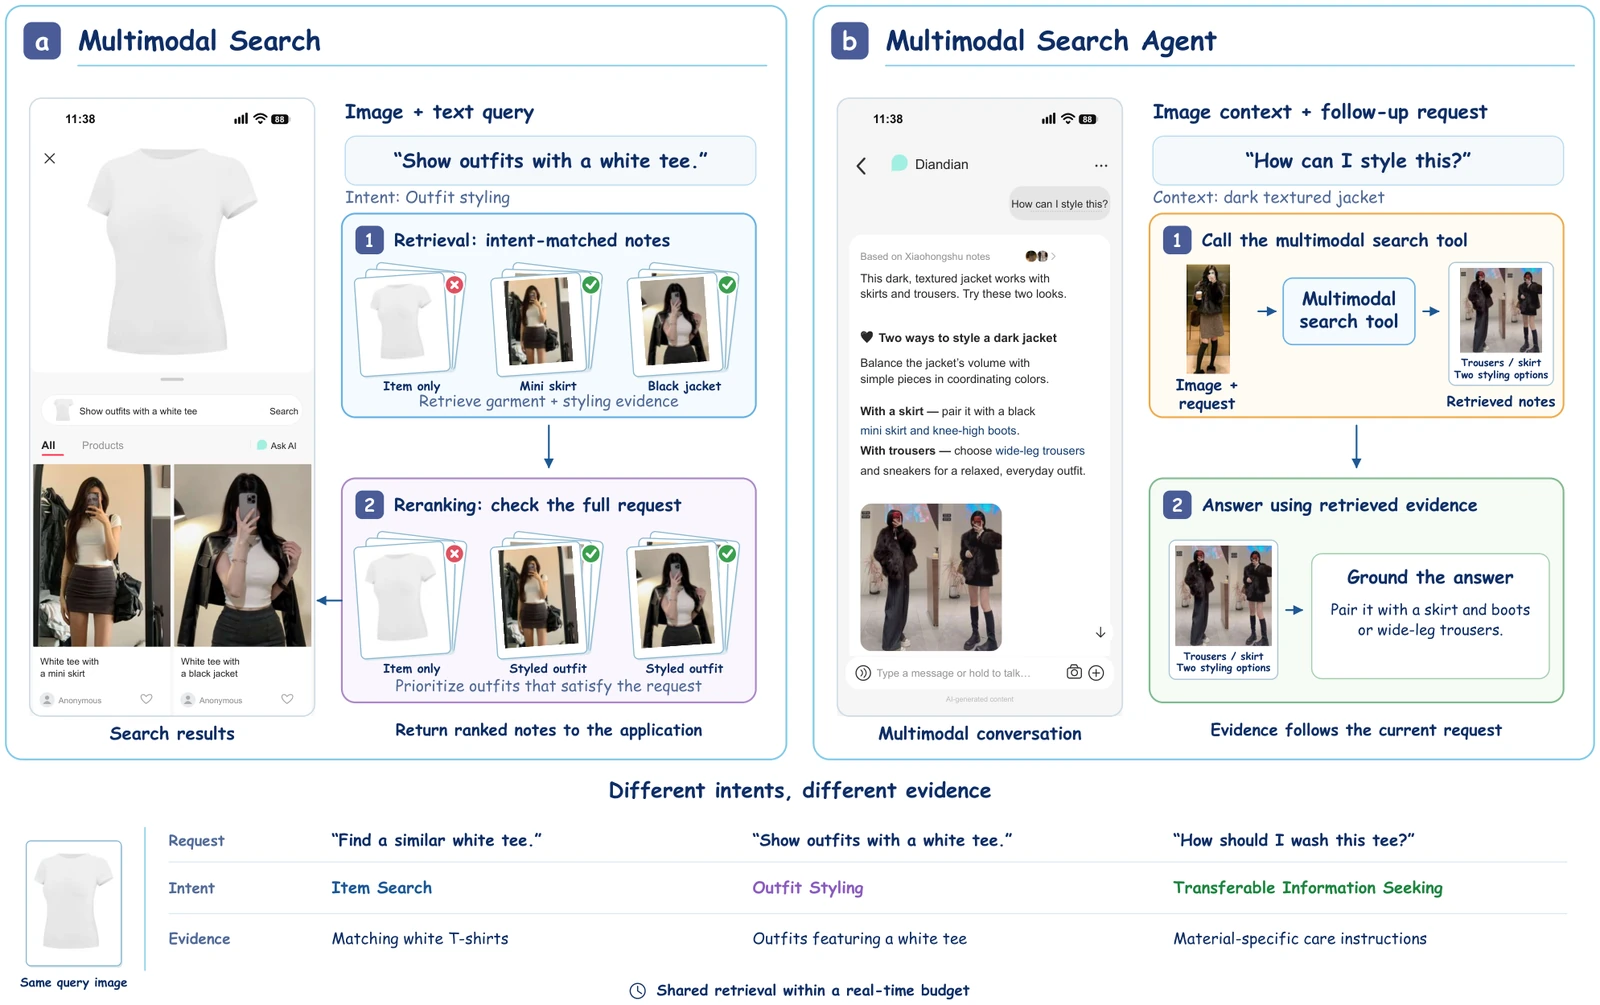 a Multimodal Search
11:38
88
Show outfits with a white tee
Search
All
Products
Ask AI
White tee with
a mini skirt
Anonymous
White tee with
a black jacket
Anonymous
Search results
Image + text query
“Show outfits with a white tee.”
Intent: Outfit styling
1 Retrieval: intent-matched notes
Item only
Mini skirt
Black jacket
Retrieve garment + styling evidence
2 Reranking: check the full request
Item only
Styled outfit
Styled outfit
Prioritize outfits that satisfy the request
Return ranked notes to the application
b Multimodal Search Agent
11:38
88
Diandian
How can I style this?
Based on Xiaohongshu notes
This dark, textured jacket works with
skirts and trousers. Try these two looks.
Two ways to style a dark jacket
Balance the jacket’s volume with
simple pieces in coordinating colors.
With a skirt — pair it with a black
mini skirt and knee-high boots.
With trousers — choose wide-leg trousers
and sneakers for a relaxed, everyday outfit.
Type a message or hold to talk...
AI-generated content
Multimodal conversation
Image context + follow-up request
“How can I style this?”
Context: dark textured jacket
1 Call the multimodal search tool
Image +
request
Multimodal
search tool
Trousers / skirt
Two styling options
Retrieved notes
2 Answer using retrieved evidence
Trousers / skirt
Two styling options
Ground the answer
Pair it with a skirt and boots
or wide-leg trousers.
Evidence follows the current request
Different intents, different evidence
Same query image
Request
“Find a similar white tee.”
“Show outfits with a white tee.”
“How should I wash this tee?”
Intent
Item Search
Outfit Styling
Transferable Information Seeking
Evidence
Matching white T-shirts
Outfits featuring a white tee
Material-specific care instructions
Shared retrieval within a real-time budget